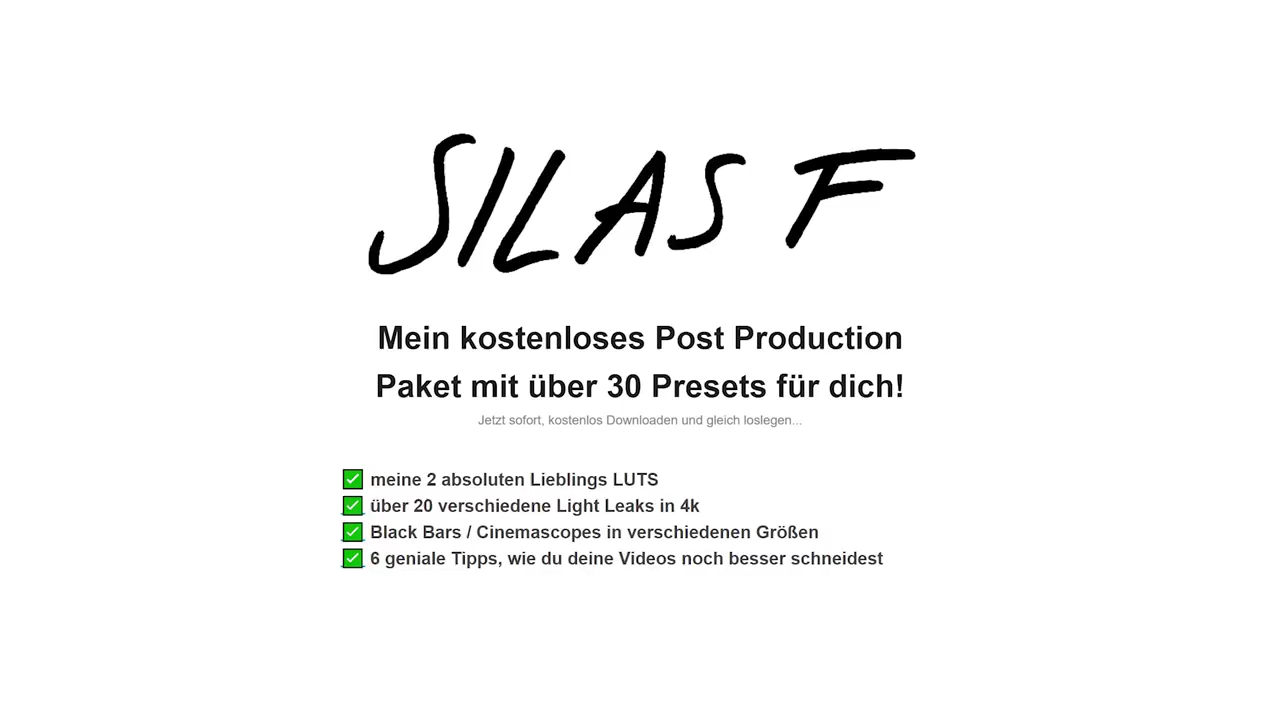 SILAS F
Mein kostenloses Post Production
Paket mit über 30 Presets für dich!
Jetzt sofort, kostenlos Downloaden und gleich loslegen...
✅ meine 2 absoluten Lieblings LUTS
✅ über 20 verschiedene Light Leaks in 4k
✅ Black Bars / Cinemascopes in verschiedenen Größen
✅ 6 geniale Tipps, wie du deine Videos noch besser schneidest